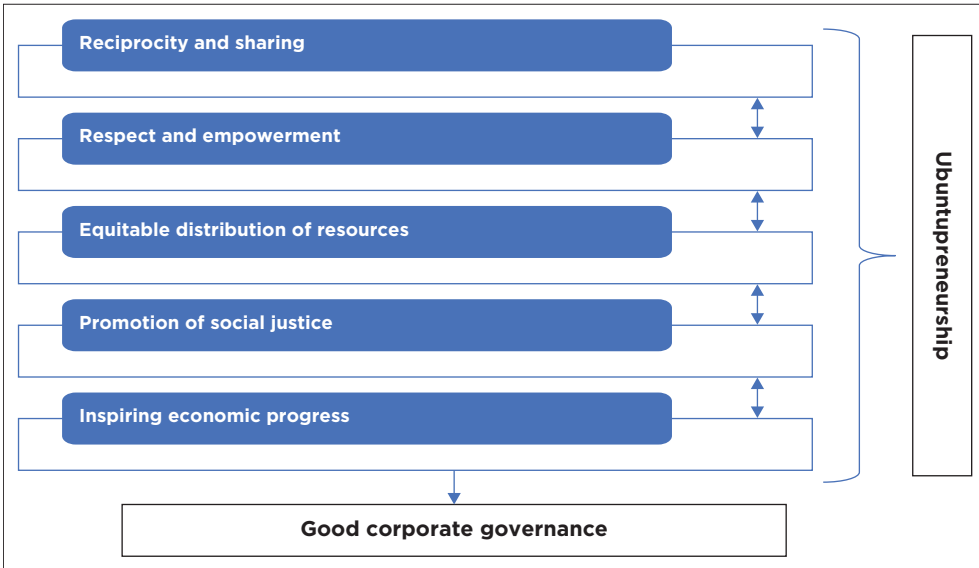 Reciprocity and sharing
Respect and empowerment
Equitable distribution of resources
Promotion of social justice
Inspiring economic progress
Good corporate governance
Ubuntupreneurship